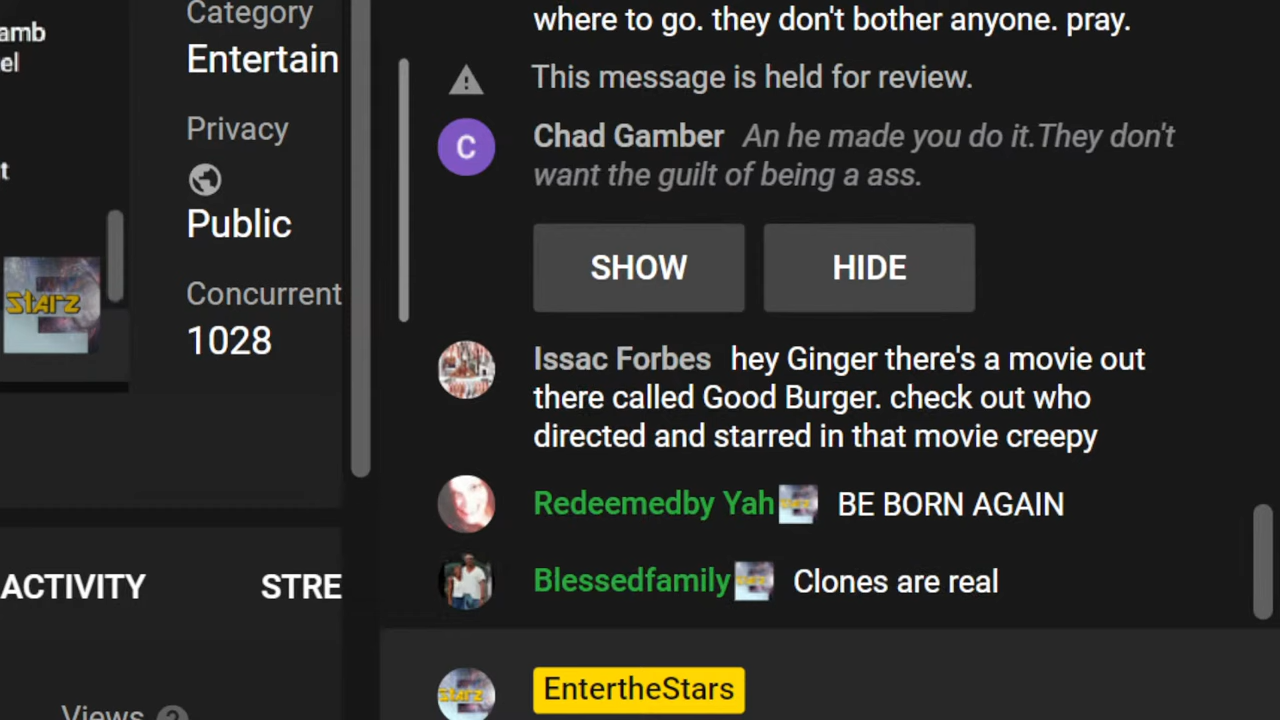 amb
el
t
Starz
Category
Entertain
Privacy
Public
Concurrent
1028
ACTIVITY STRE
Views ?
where to go. they don't bother anyone. pray.
This message is held for review.
C Chad Gamber An he made you do it.They don't
want the guilt of being a ass.
SHOW HIDE
Issac Forbes hey Ginger there's a movie out
there called Good Burger. check out who
directed and starred in that movie creepy
Redeemedby Yah BE BORN AGAIN
Blessedfamily Clones are real
Starz EntertheStars